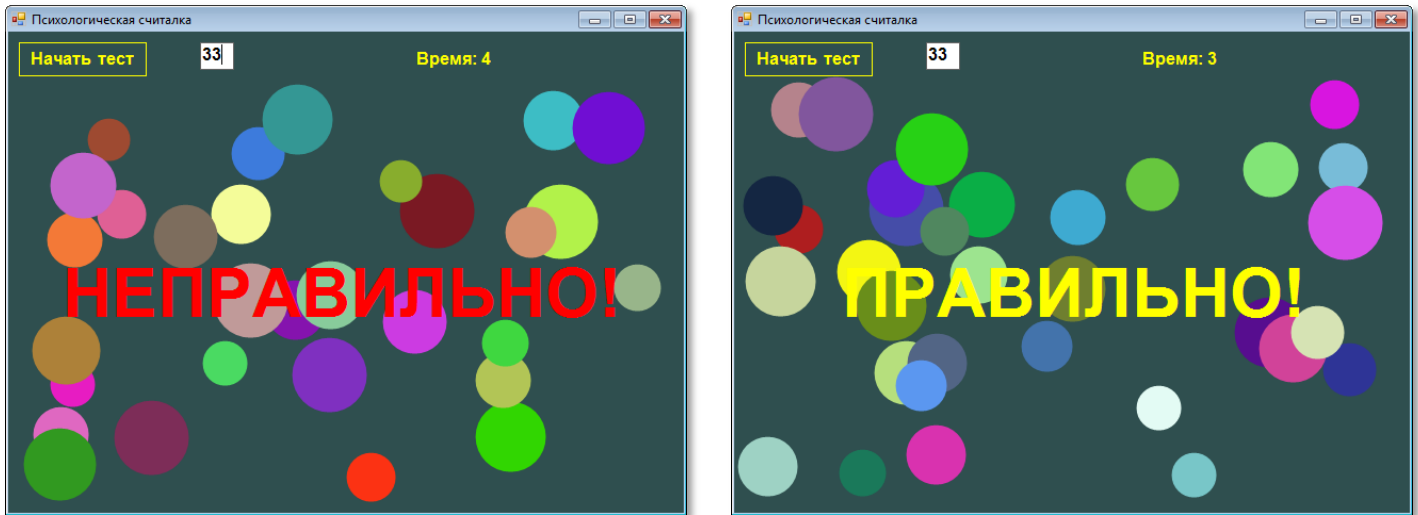 Психологическая считалка
Начать тест 33 Время: 4
НЕПРАВИЛЬНО!
Психологическая считалка
Начать тест 33 Время: 3
ПРАВИЛЬНО!